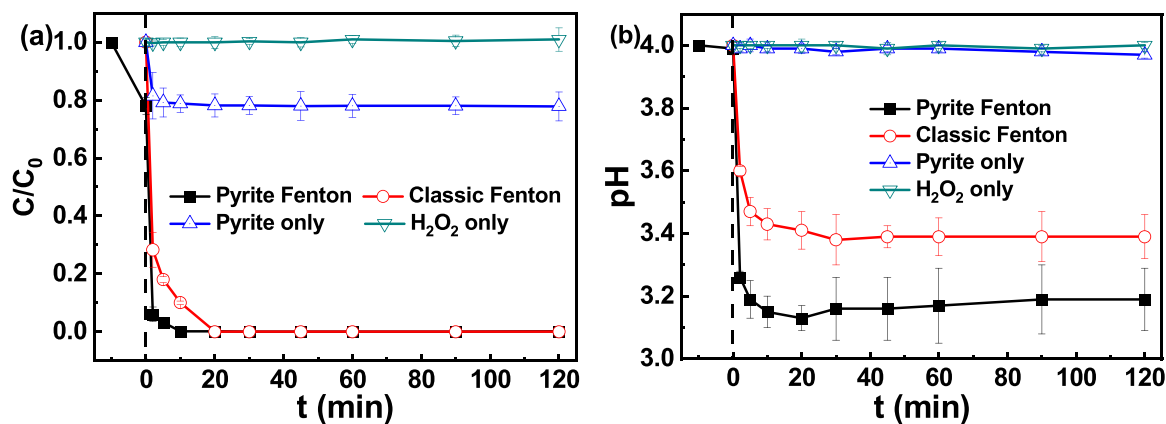 (a)
1.0
0.8
0.6
0.4
0.2
0.0
C/C₀
Pyrite Fenton
Classic Fenton
Pyrite only
H₂O₂ only
0 20 40 60 80 100 120
t (min)
(b)
4.0
3.8
3.6
3.4
3.2
3.0
pH
Pyrite Fenton
Classic Fenton
Pyrite only
H₂O₂ only
0 20 40 60 80 100 120
t (min)